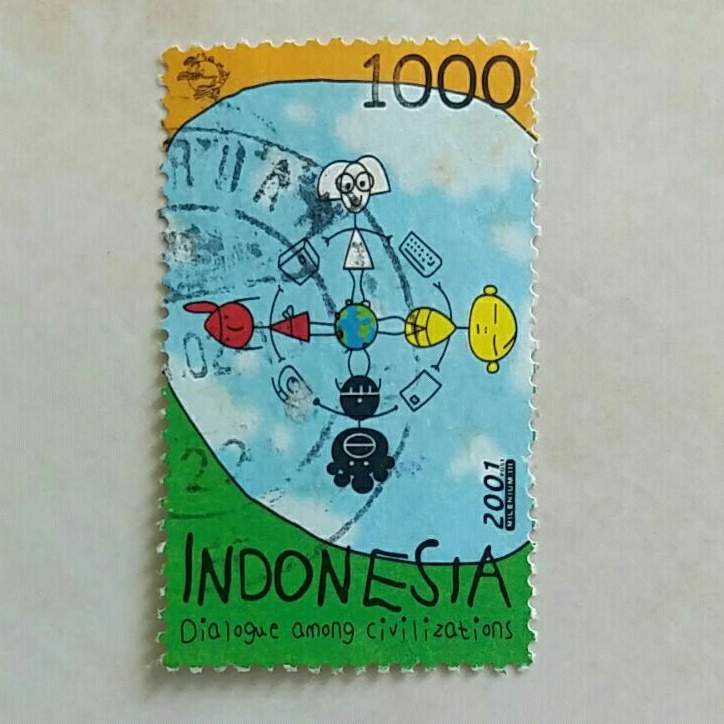 1000
2001
MILENIUM III
INDONESIA
Dialogue among civilizations